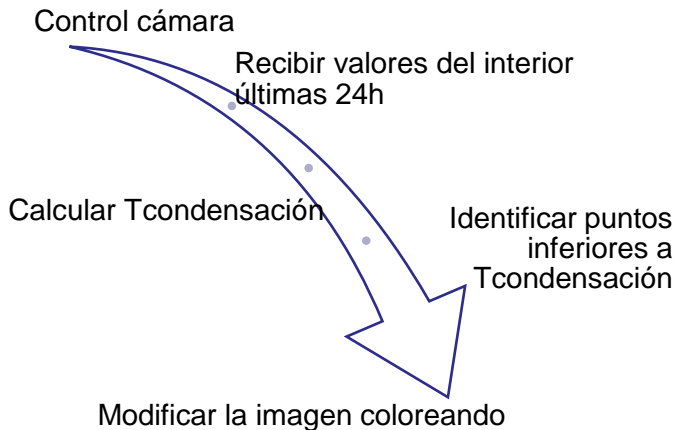 Control cámara
Recibir valores del interior
últimas 24h
Calcular Tcondensación
Identificar puntos
inferiores a
Tcondensación
Modificar la imagen coloreando